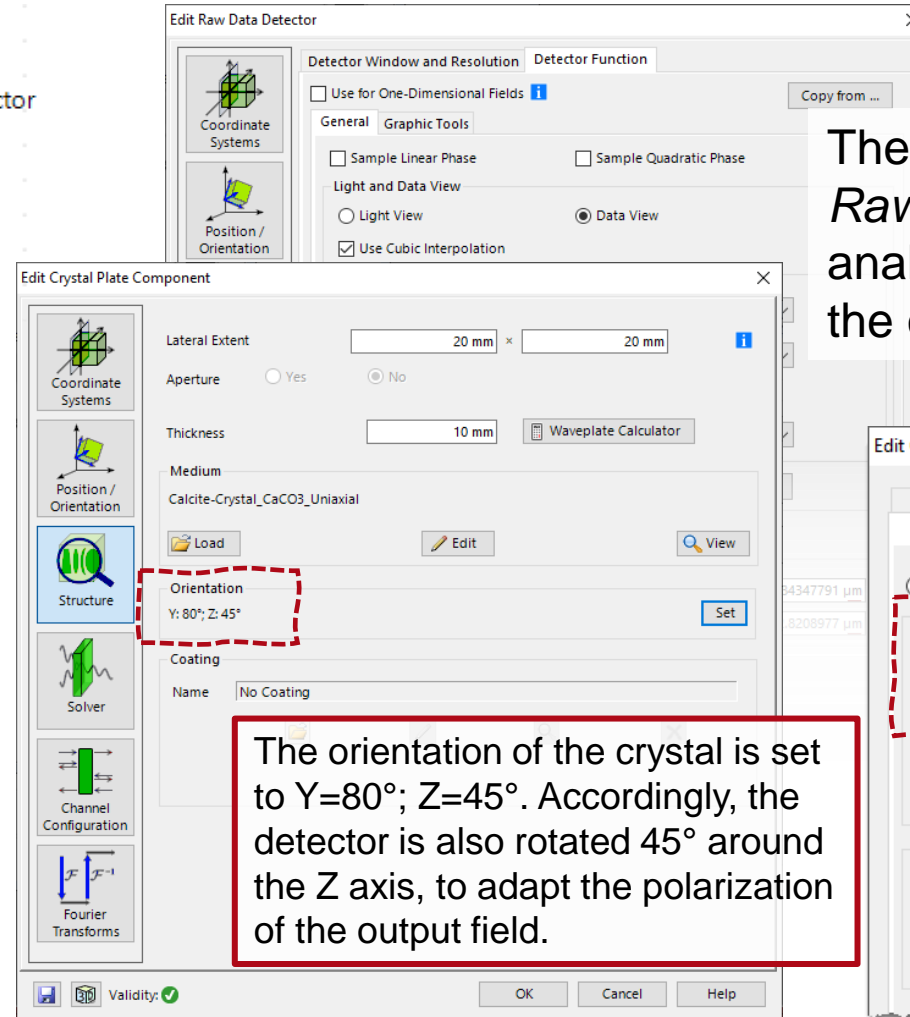 Edit Raw Data Detector
Detector Window and Resolution Detector Function
Use for One-Dimensional Fields i
Copy from ...
Coordinate
Systems
General Graphic Tools
Sample Linear Phase Sample Quadratic Phase
Light and Data View
Light View Data View
Position /
Orientation
Use Cubic Interpolation
The
Raw
the
Edit Crystal Plate Component
Lateral Extent 20 mm × 20 mm i
Coordinate
Systems
Aperture Yes No
Thickness 10 mm Waveplate Calculator
Position /
Orientation
Medium
Calcite-Crystal_CaCO3_Uniaxial
Load Edit View
Structure
Orientation
Y: 80°; Z: 45° Set
Coating
Name No Coating
Solver
Channel
Configuration
Fourier
Transforms
The orientation of the crystal is set
to Y=80°; Z=45°. Accordingly, the
detector is also rotated 45° around
the Z axis, to adapt the polarization
of the output field.
Validity:
OK Cancel Help
Edit
34347791 µm
.8208977 µm